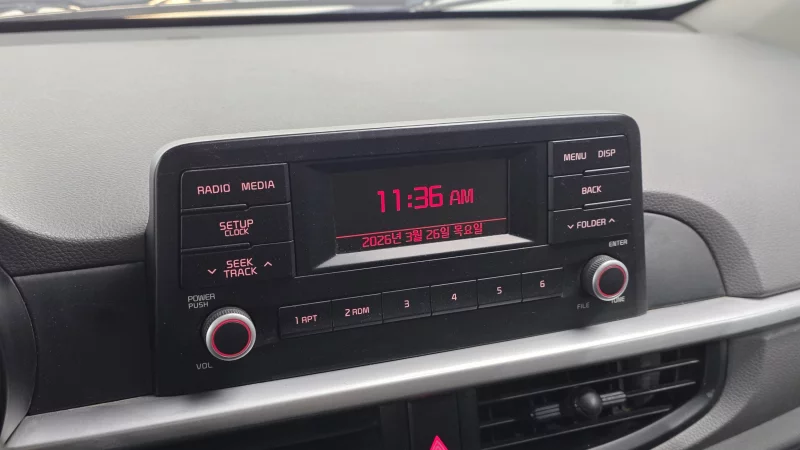 RADIO MEDIA
SETUP
CLOCK
SEEK
TRACK
POWER
PUSH
VOL
11:36 AM
2026년 3월 26일 목요일
1 RPT
2 RDM
3
4
5
6
MENU DISP
BACK
FOLDER
ENTER
FILE
TUNE